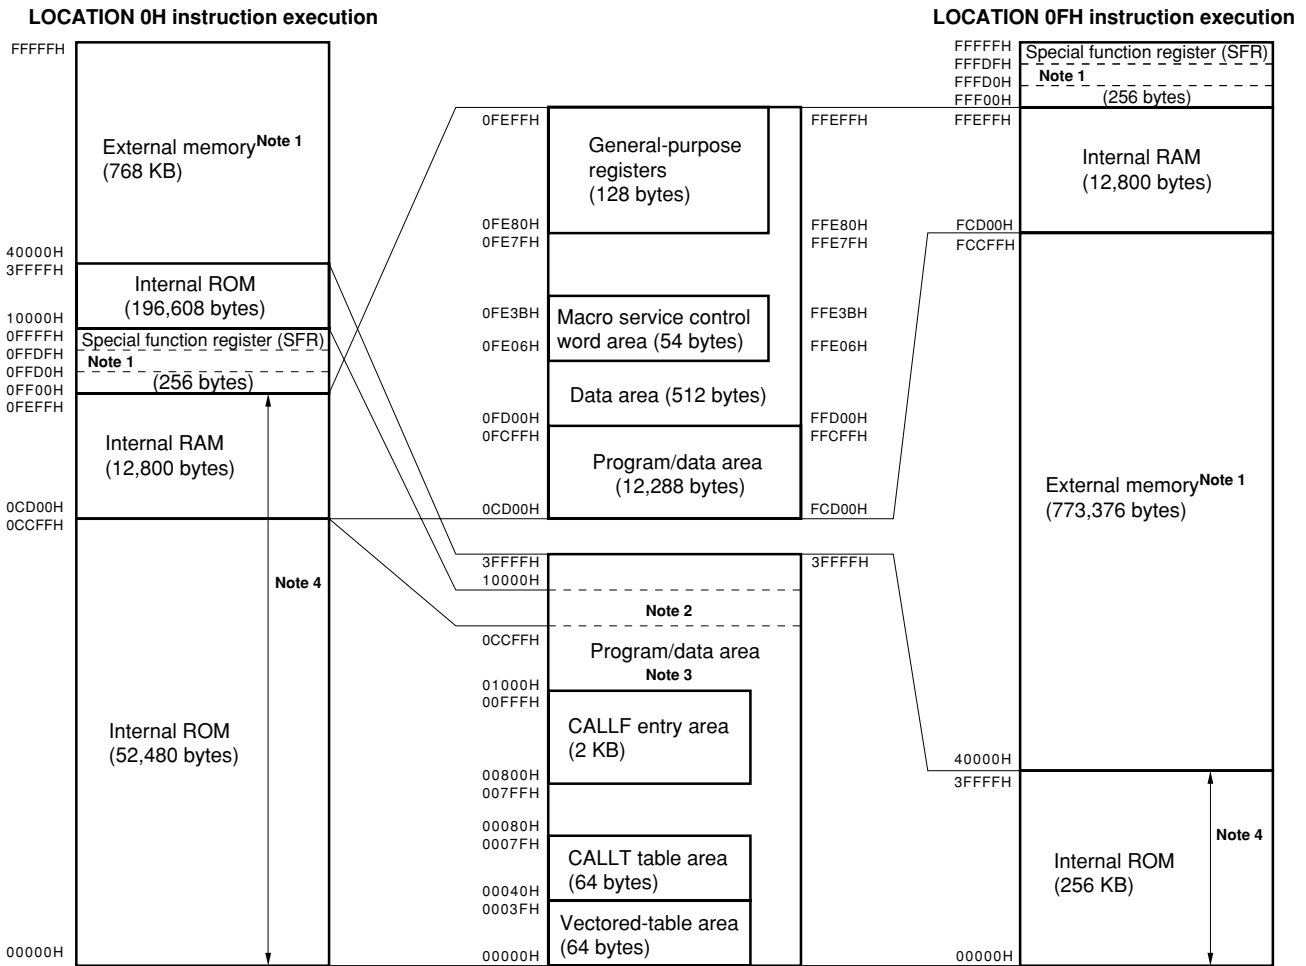 LOCATION 0H instruction execution
FFFFFH
External memory Note 1
(768 KB)
40000H
3FFFFH
Internal ROM
(196,608 bytes)
10000H
0FFFFH
Special function register (SFR)
0FFDFH
Note 1
0FFD0H
(256 bytes)
0FF00H
0FEFFH
Internal RAM
(12,800 bytes)
0CD00H
0CCFFH
Note 4
Internal ROM
(52,480 bytes)
00000H
0FEFFH
General-purpose
registers
(128 bytes)
0FE80H
0FE7FH
0FE3BH
Macro service control
word area (54 bytes)
0FE06H
Data area (512 bytes)
0FD00H
0FCFFH
Program/data area
(12,288 bytes)
0CD00H
FFEFFH
FFE80H
FFE7FH
FFE3BH
FFE06H
FFD00H
FFCFFH
FCD00H
3FFFFH
3FFFFH
10000H
Note 2
0CCFFH
Program/data area
Note 3
01000H
00FFFH
CALLF entry area
(2 KB)
00800H
007FFH
00080H
0007FH
CALLT table area
(64 bytes)
00040H
0003FH
Vectored-table area
(64 bytes)
00000H
LOCATION 0FH instruction execution
FFFFFH
Special function register (SFR)
FFFDFH
Note 1
FFFD0H
(256 bytes)
FFF00H
FFEFFH
Internal RAM
(12,800 bytes)
FCD00H
FCCFFH
External memory Note 1
(773,376 bytes)
40000H
3FFFFH
Note 4
Internal ROM
(256 KB)
00000H